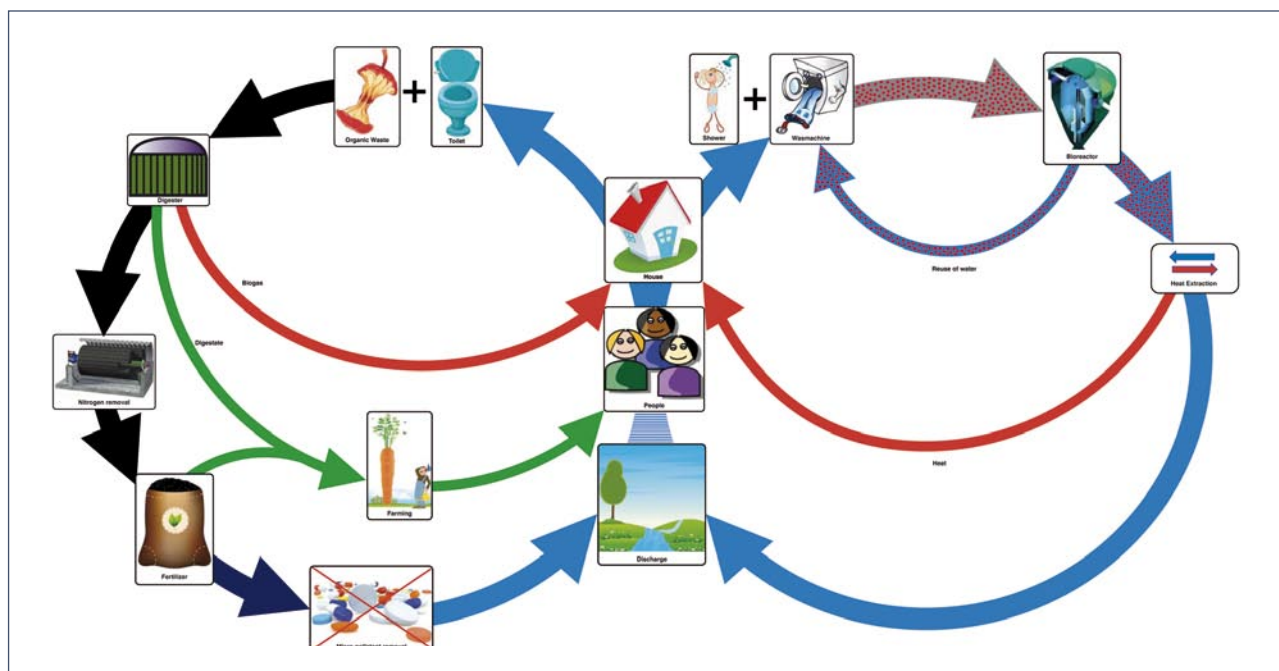 Organic Waste
Toilet
Shower
Wasmachine
Bioreactor
Digester
House
Reuse of water
Heat Extraction
Biogas
Digestate
Nitrogen removal
People
Farming
Heat
Discharge
Fertilizer